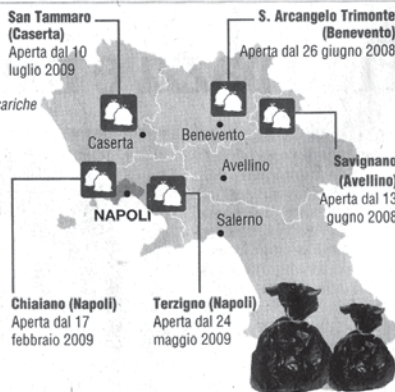 San Tammaro
(Caserta)
Aperta dal 10
luglio 2009
S. Arcangelo Trimonte
(Benevento)
Aperta dal 26 giugno 2008
cariche
Caserta
Benevento
Avellino
Savignano
(Avellino)
Aperta dal 13
gugno 2008
NAPOLI
Salerno
Chiaiano (Napoli)
Aperta dal 17
febbraio 2009
Terzigno (Napoli)
Aperta dal 24
maggio 2009